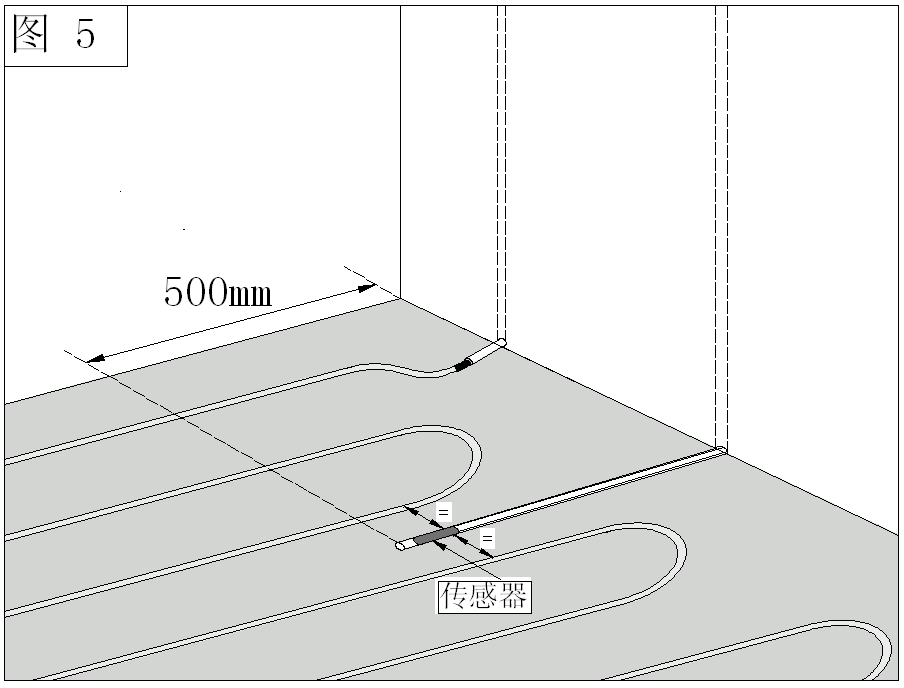 图 5
500mm
=
=
传感器